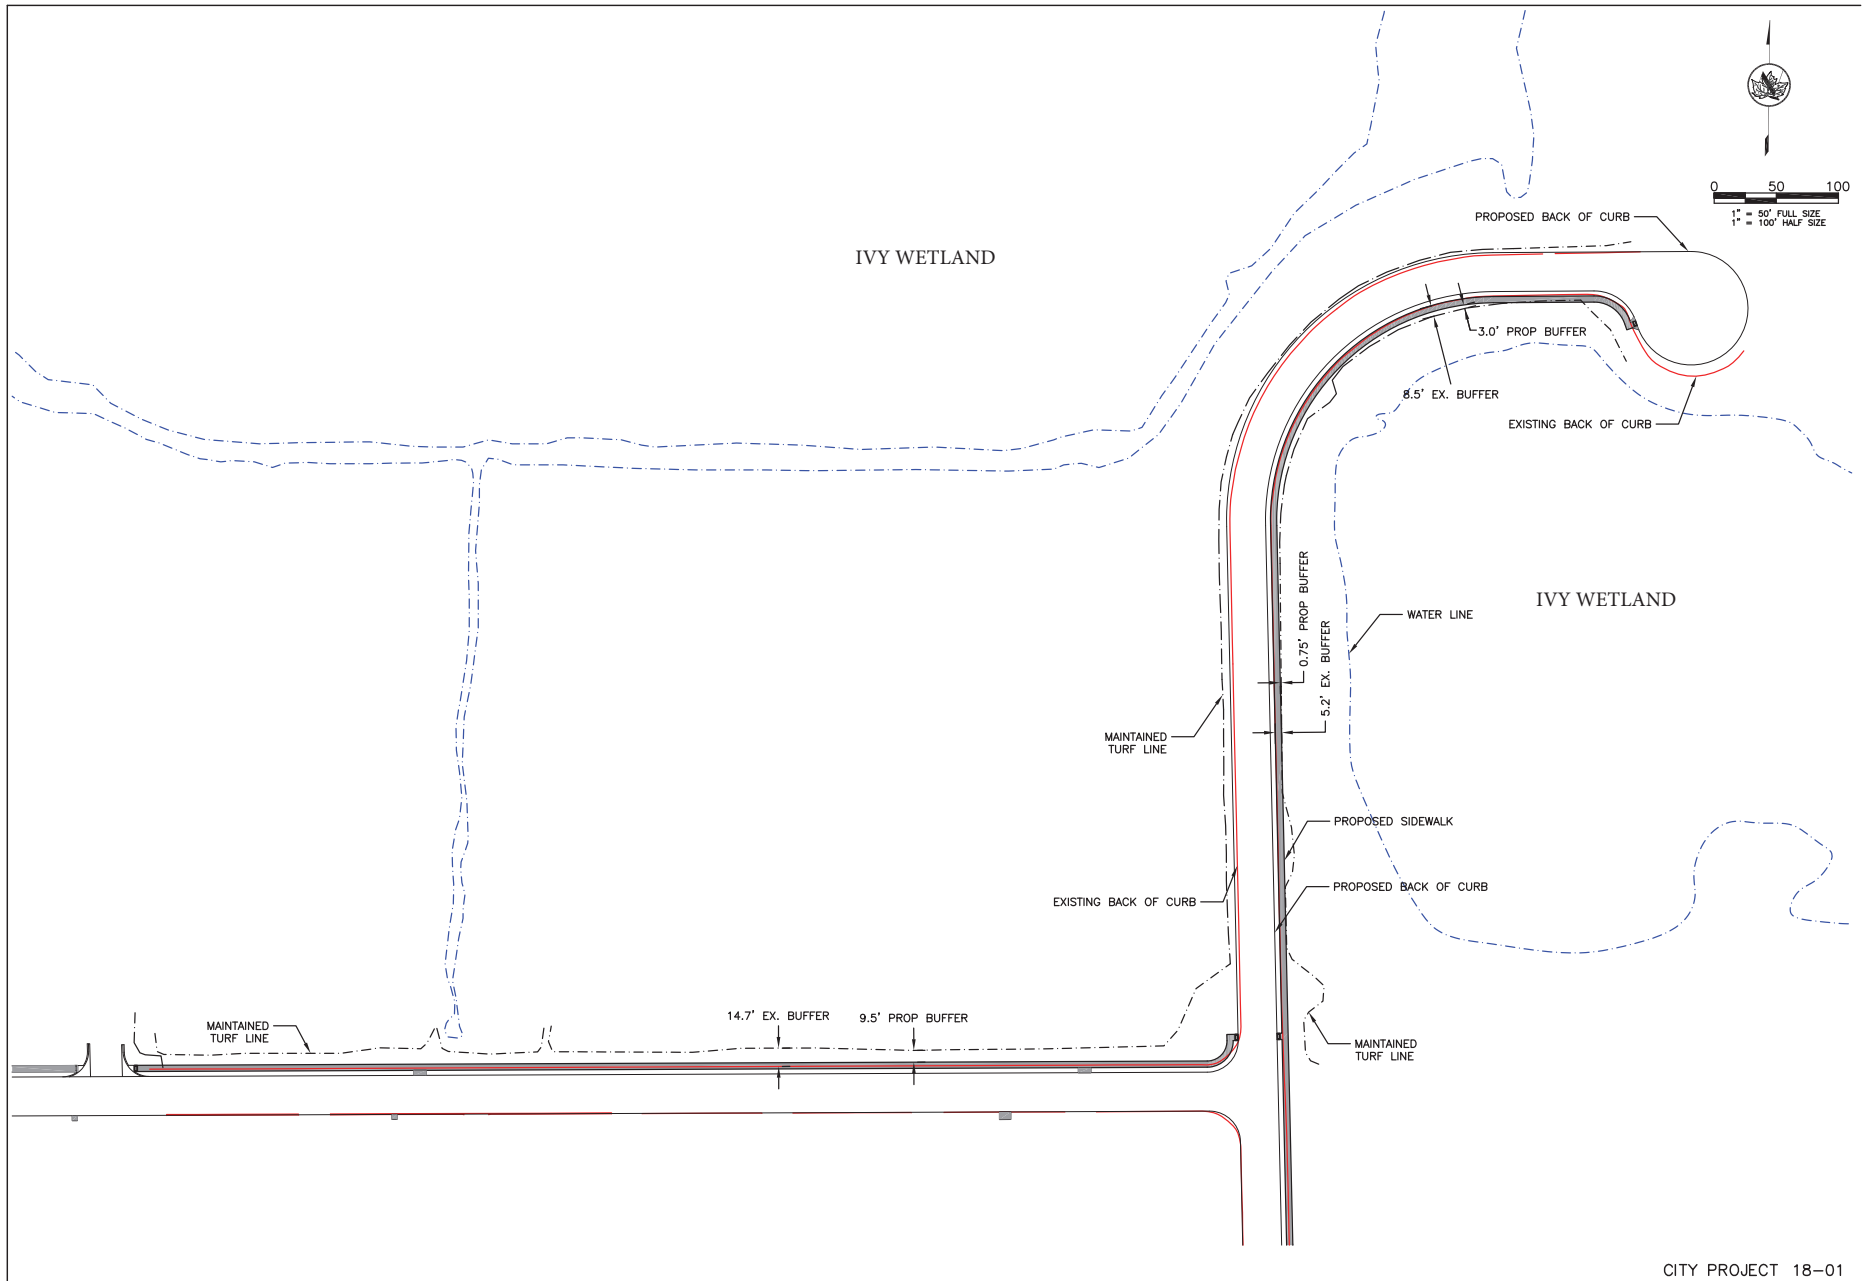 0 50 100
1" = 50' FULL SIZE
1" = 100' HALF SIZE
PROPOSED BACK OF CURB
IVY WETLAND
3.0' PROP BUFFER
8.5' EX. BUFFER
EXISTING BACK OF CURB
0.75' PROP BUFFER
5.2' EX. BUFFER
IVY WETLAND
WATER LINE
MAINTAINED
TURF LINE
PROPOSED SIDEWALK
PROPOSED BACK OF CURB
EXISTING BACK OF CURB
14.7' EX. BUFFER
9.5' PROP BUFFER
MAINTAINED
TURF LINE
MAINTAINED
TURF LINE
CITY PROJECT 18-01